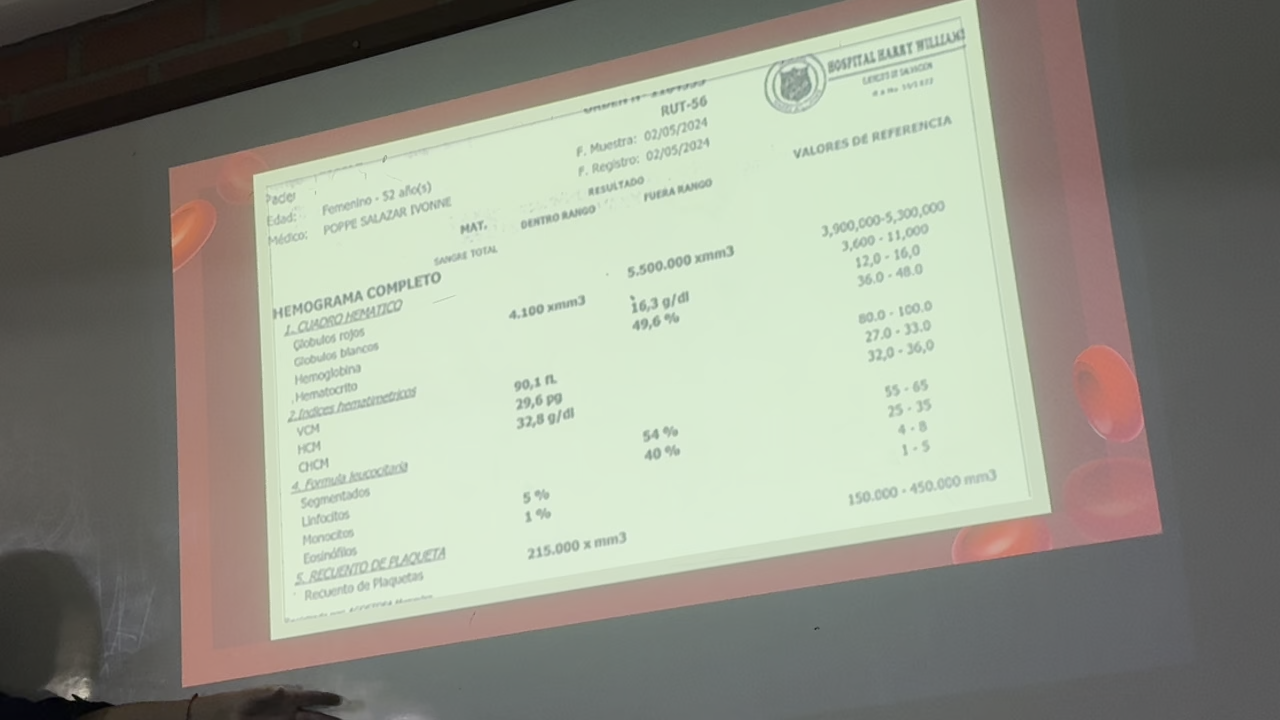 HOSPITAL HARRY WILLIAMS
EJERCITO DE SALVACION
RUT-56
Edad: Femenino - 52 año(s)
F. Muestra: 02/05/2024
Médico: POPPE SALAZAR IVONNE
F. Registro: 02/05/2024
RESULTADO
VALORES DE REFERENCIA
MAT. DENTRO RANGO FUERA RANGO
SANGRE TOTAL
HEMOGRAMA COMPLETO
1. CUADRO HEMATICO
Globulos rojos 5.500.000 xmm3 3,900,000-5,300,000
Globulos blancos 4.100 xmm3 3,600 - 11,000
Hemoglobina 16,3 g/dl 12,0 - 16,0
Hematocrito 49,6 % 36.0 - 48.0
2.Indices hematimetricos
VCM 90,1 fL 80.0 - 100.0
HCM 29,6 pg 27.0 - 33.0
CHCM 32,8 g/dl 32,0 - 36,0
4. Formula leucocitaria
Segmentados 54 % 55 - 65
Linfocitos 40 % 25 - 35
Monocitos 5 % 4 - 8
Eosinófilos 1 % 1 - 5
5. RECUENTO DE PLAQUETA
Recuento de Plaquetas 215.000 x mm3 150.000 - 450.000 mm3